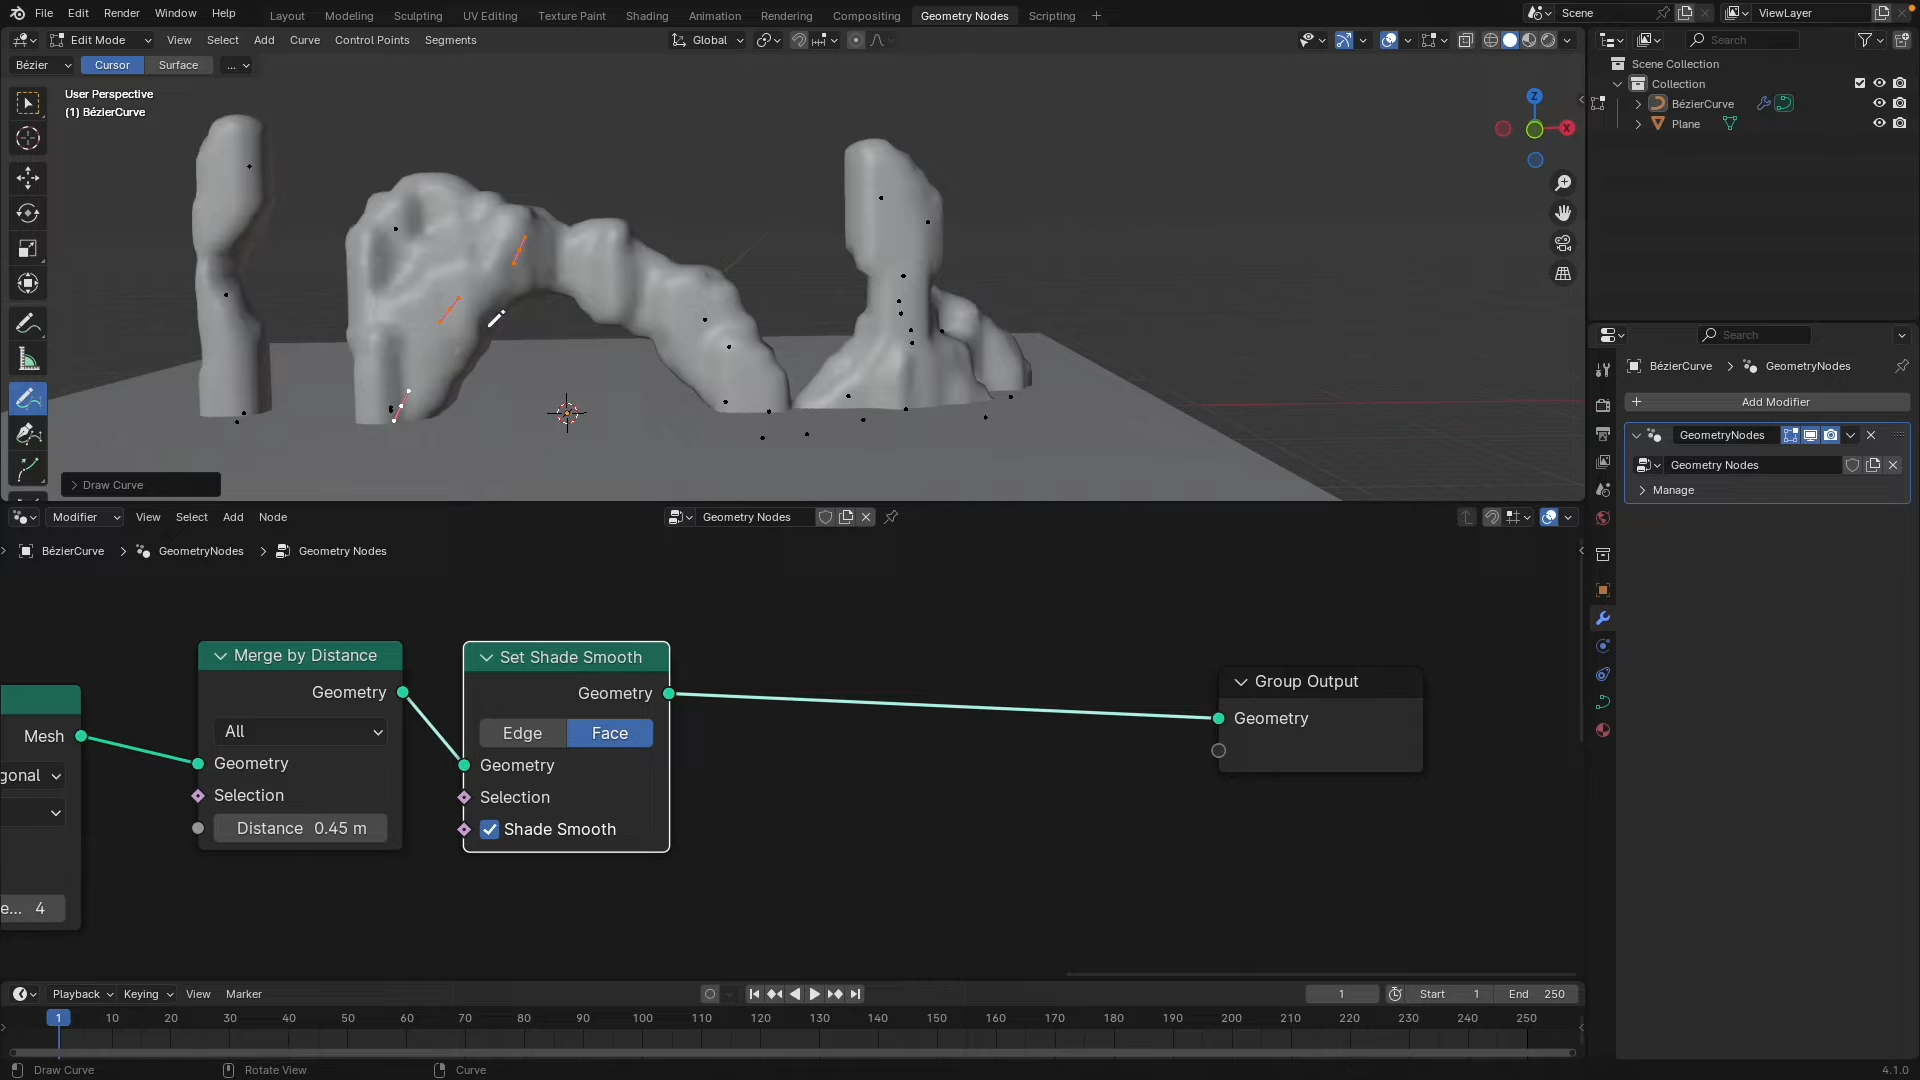 File Edit Render Window Help
Layout Modeling Sculpting UV Editing Texture Paint Shading Animation Rendering Compositing Geometry Nodes Scripting +
Scene
ViewLayer
Edit Mode View Select Add Curve Control Points Segments
Global
Search
Bézier Cursor Surface ...
Scene Collection
Collection
BézierCurve
Plane
User Perspective
(1) BézierCurve
Z
X
Search
BézierCurve > GeometryNodes
+ Add Modifier
GeometryNodes
Geometry Nodes
Manage
Draw Curve
Modifier View Select Add Node
Geometry Nodes
BézierCurve > GeometryNodes > Geometry Nodes
Mesh
gonal
e... 4
Merge by Distance
Geometry
All
Geometry
Selection
Distance 0.45 m
Set Shade Smooth
Geometry
Edge Face
Geometry
Selection
Shade Smooth
Group Output
Geometry
Playback Keying View Marker
1
Start 1
End 250
1 10 20 30 40 50 60 70 80 90 100 110 120 130 140 150 160 170 180 190 200 210 220 230 240 250
Draw Curve
Rotate View
Curve
4.1.0